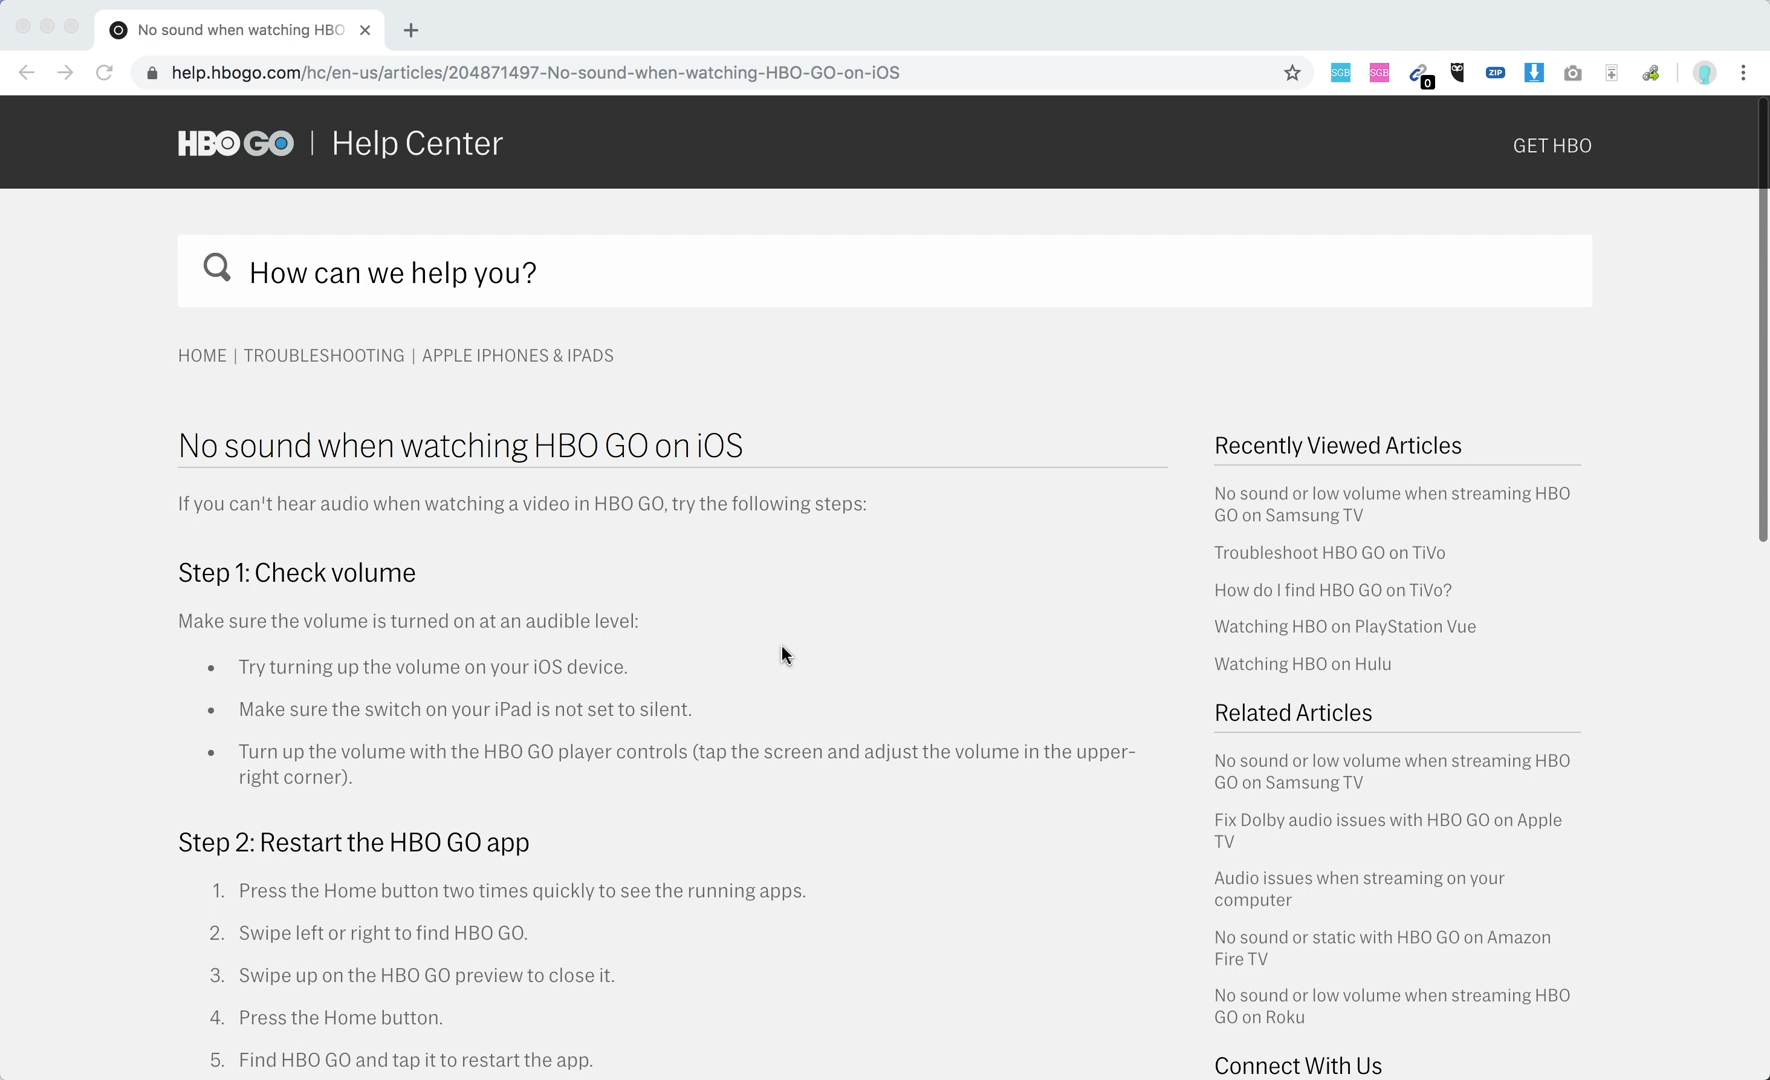 No sound when watching HBO
help.hbogo.com/hc/en-us/articles/204871497-No-sound-when-watching-HBO-GO-on-iOS
SGB
SGB
0
ZIP
HBO GO | Help Center
GET HBO
How can we help you?
HOME | TROUBLESHOOTING | APPLE IPHONES & IPADS
No sound when watching HBO GO on iOS
If you can't hear audio when watching a video in HBO GO, try the following steps:
Step 1: Check volume
Make sure the volume is turned on at an audible level:
• Try turning up the volume on your iOS device.
• Make sure the switch on your iPad is not set to silent.
• Turn up the volume with the HBO GO player controls (tap the screen and adjust the volume in the upper-
right corner).
Step 2: Restart the HBO GO app
1. Press the Home button two times quickly to see the running apps.
2. Swipe left or right to find HBO GO.
3. Swipe up on the HBO GO preview to close it.
4. Press the Home button.
5. Find HBO GO and tap it to restart the app.
Recently Viewed Articles
No sound or low volume when streaming HBO
GO on Samsung TV
Troubleshoot HBO GO on TiVo
How do I find HBO GO on TiVo?
Watching HBO on PlayStation Vue
Watching HBO on Hulu
Related Articles
No sound or low volume when streaming HBO
GO on Samsung TV
Fix Dolby audio issues with HBO GO on Apple
TV
Audio issues when streaming on your
computer
No sound or static with HBO GO on Amazon
Fire TV
No sound or low volume when streaming HBO
GO on Roku
Connect With Us